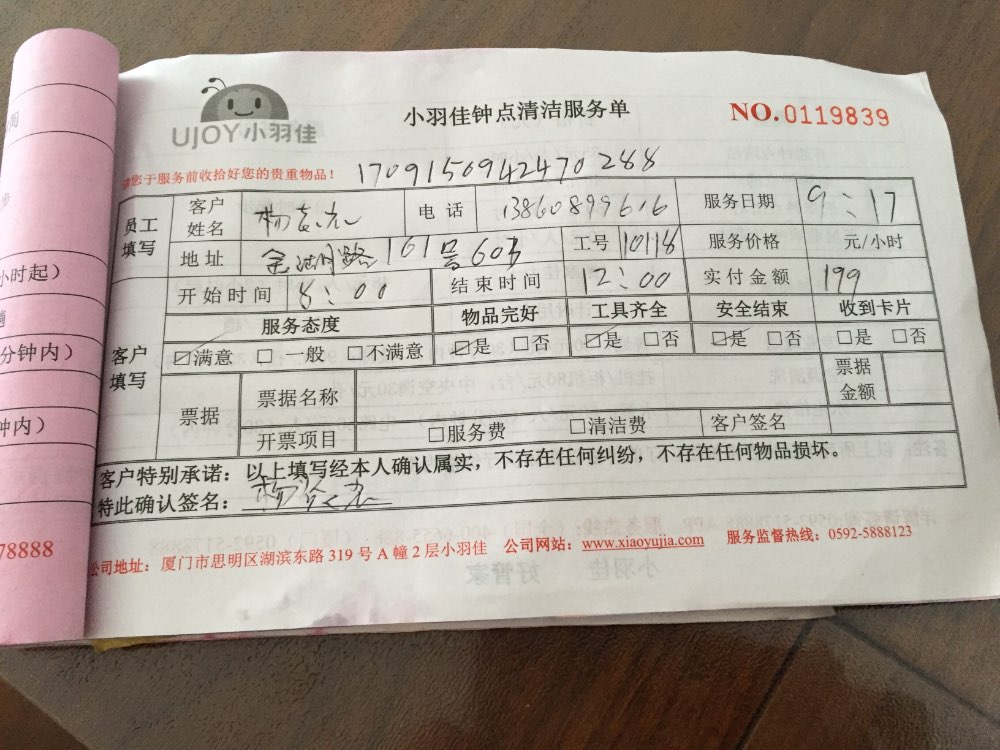 UJOY小羽佳
小羽佳钟点清洁服务单
NO.0119839
您于服务前收拾好您的贵重物品！ 1709150942470288
员工填写 客户姓名 电话 13860899616 服务日期 9:17
地址 金湖路161号603 工号 10118 服务价格 元/小时
客户填写 开始时间 8:00 结束时间 12:00 实付金额 199
服务态度 物品完好 工具齐全 安全结束 收到卡片
☑满意 □一般 □不满意 ☑是 □否 ☑是 □否 ☑是 □否 □是 □否
票据 票据名称 票据金额
开票项目 □服务费 □清洁费 客户签名
客户特别承诺：以上填写经本人确认属实，不存在任何纠纷，不存在任何物品损坏。
特此确认签名：
公司地址：厦门市思明区湖滨东路 319 号 A 幢 2 层小羽佳 公司网站：www.xiaoyujia.com 服务监督热线：0592-5888123
小时起）
分钟内）
钟内）
78888